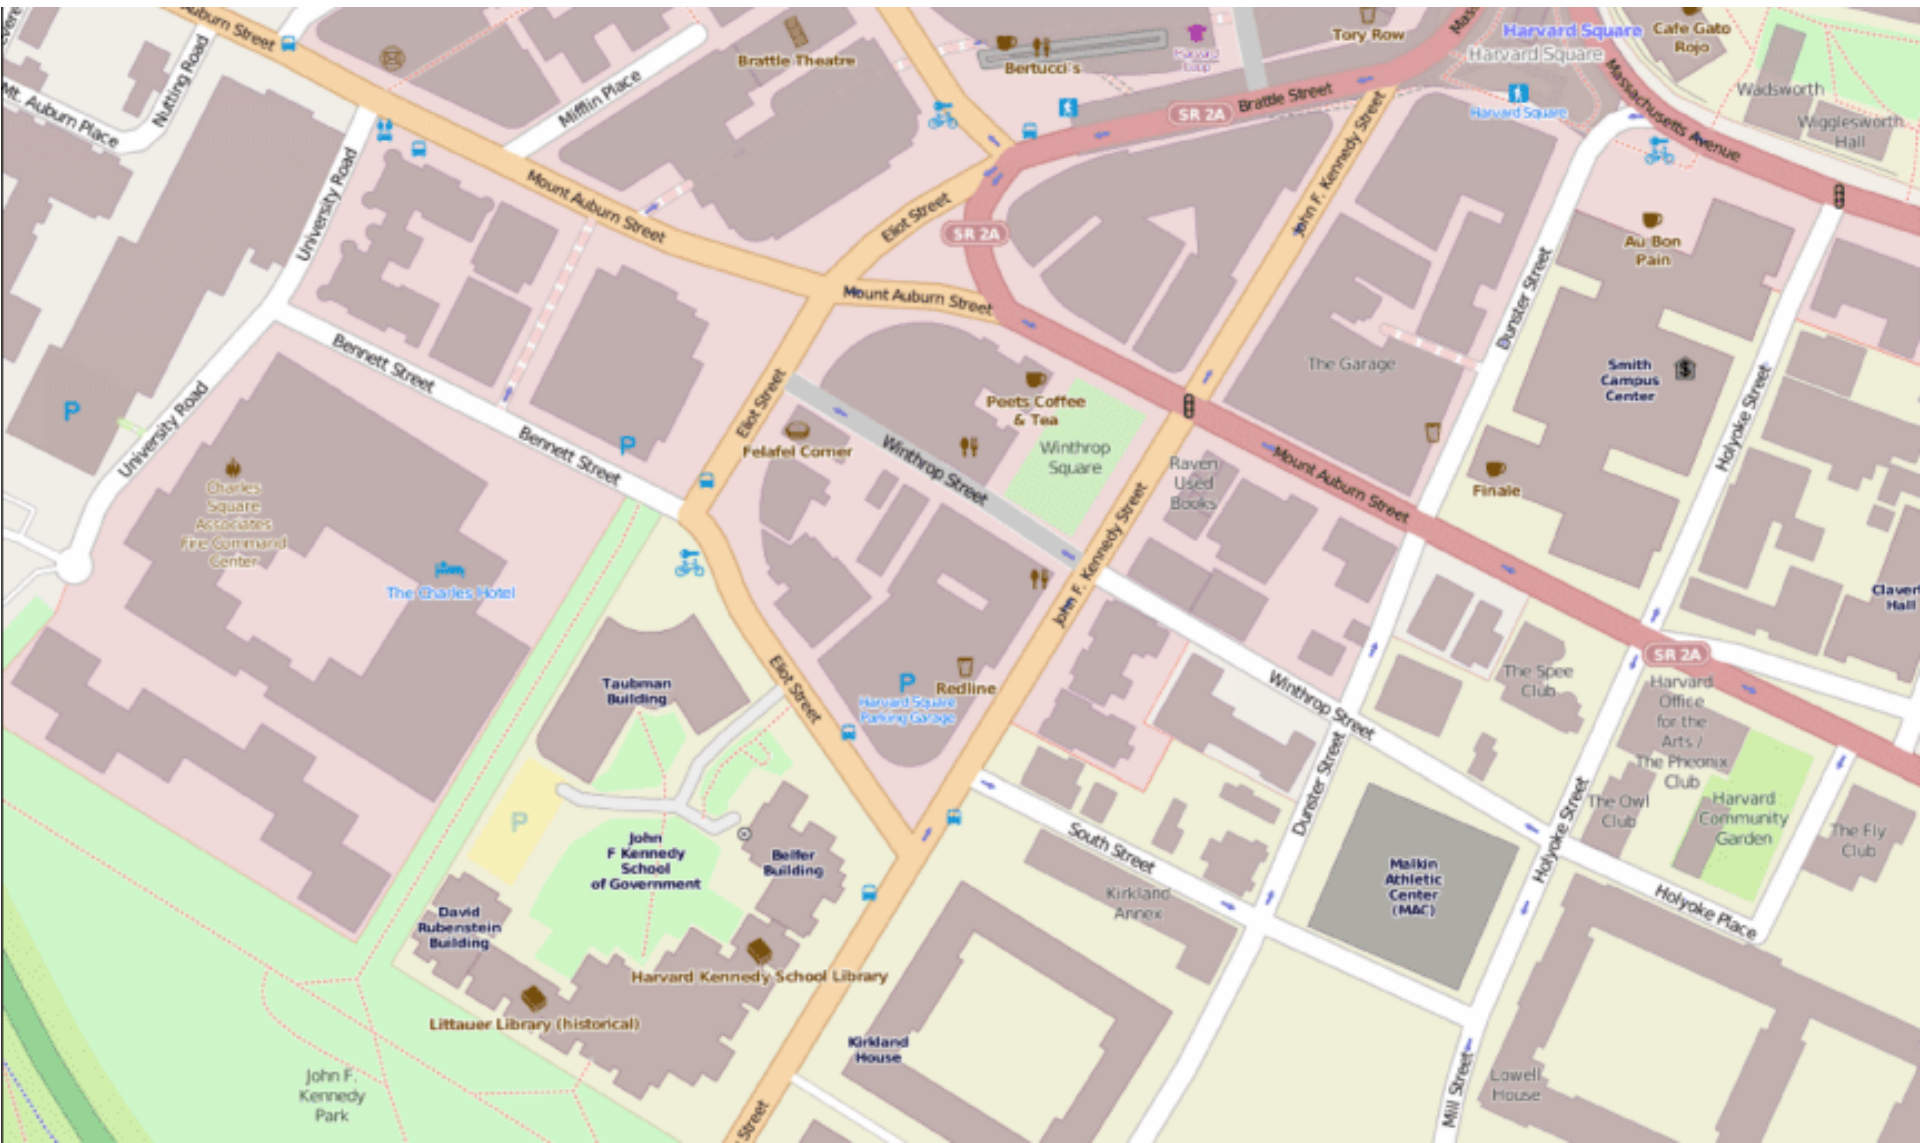 Auburn Street
Nutting Road
Mt. Auburn Place
University Road
Mifflin Place
Brattle Theatre
Bertucci's
Harvard
Coop
Tory Row
Harvard Square
Harvard Square
Cafe Gato
Rojo
Wadsworth
Wigglesworth
Hall
Harvard Square
Massachusetts Avenue
SR 2A
Brattle Street
John F. Kennedy Street
Mount Auburn Street
Eliot Street
SR 2A
Mount Auburn Street
Au Bon
Pain
Dunster Street
The Garage
Smith
Campus
Center
Holyoke Street
Bennett Street
University Road
P
Bennett Street
P
Eliot Street
Felafel Corner
Peets Coffee
& Tea
Winthrop
Square
Winthrop Street
Raven
Used
Books
Mount Auburn Street
Finale
Charles
Square
Associates
Fire Command
Center
The Charles Hotel
John F. Kennedy Street
Claver
Hall
Taubman
Building
Eliot Street
P
Harvard Square
Parking Garage
Redline
Winthrop Street
The Spee
Club
SR 2A
Harvard
Office
for the
Arts /
The Pheonix
Club
The Owl
Club
Harvard
Community
Garden
The Fly
Club
P
John
F Kennedy
School
of Government
Belfer
Building
South Street
Dunster Street
Holyoke Street
Malkin
Athletic
Center
(MAC)
Kirkland
Annex
Holyoke Place
David
Rubenstein
Building
Harvard Kennedy School Library
Littauer Library (historical)
Kirkland
House
John F.
Kennedy
Park
Street
Mill Street
Lowell
House